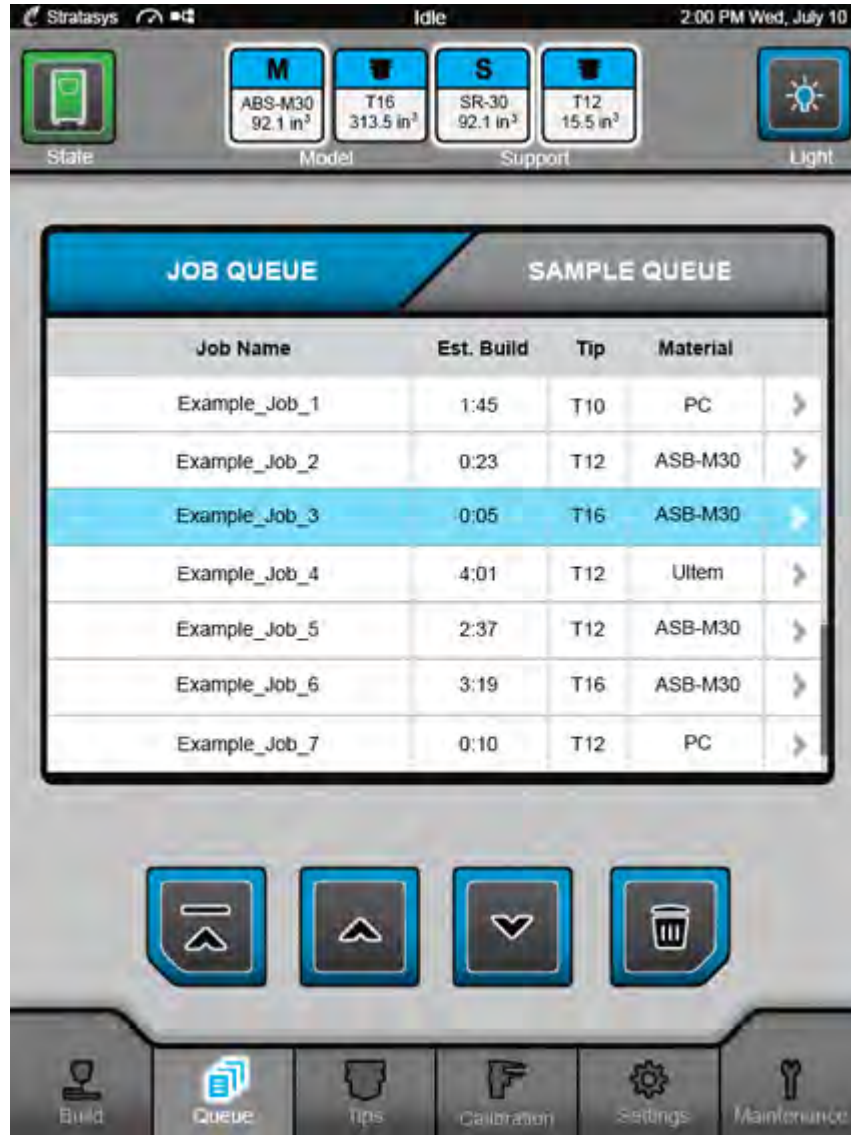 Stratasys Idle 2:00 PM Wed, July 10
M S
ABS-M30 T16 SR-30 T12
92.1 in³ 313.5 in³ 92.1 in³ 15.5 in³
State Model Support Light
JOB QUEUE SAMPLE QUEUE
Job Name Est. Build Tip Material
Example_Job_1 1:45 T10 PC
Example_Job_2 0:23 T12 ASB-M30
Example_Job_3 0:05 T16 ASB-M30
Example_Job_4 4:01 T12 Ultem
Example_Job_5 2:37 T12 ASB-M30
Example_Job_6 3:19 T16 ASB-M30
Example_Job_7 0:10 T12 PC
Build Queue Tips Calibration Settings Maintenance